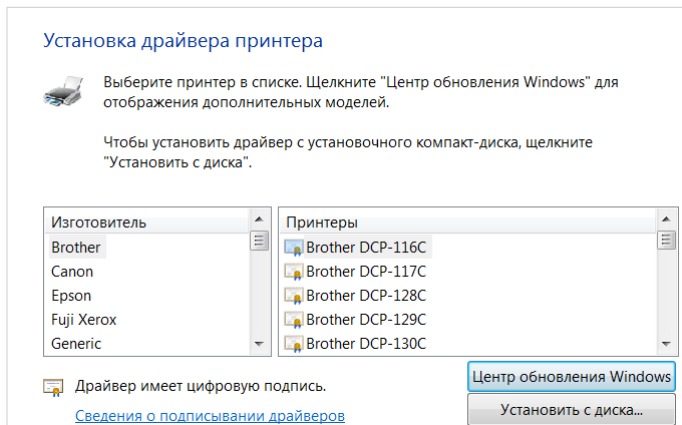 Установка драйвера принтера
Выберите принтер в списке. Щелкните "Центр обновления Windows" для
отображения дополнительных моделей.
Чтобы установить драйвер с установочного компакт-диска, щелкните
"Установить с диска".
Изготовитель
Brother
Canon
Epson
Fuji Xerox
Generic
Принтеры
Brother DCP-116C
Brother DCP-117C
Brother DCP-128C
Brother DCP-129C
Brother DCP-130C
Драйвер имеет цифровую подпись.
Сведения о подписывании драйверов
Центр обновления Windows
Установить с диска...